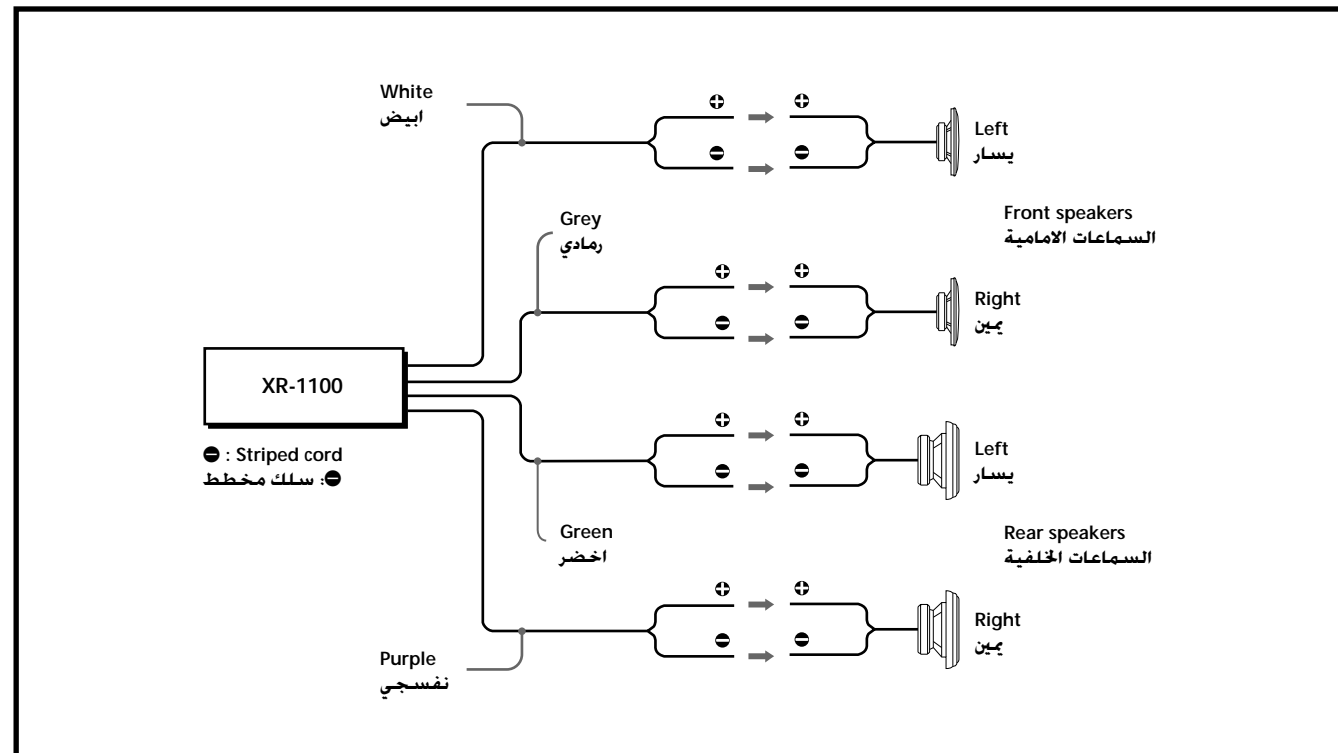 White
ابيض
⊕ ⊕
⊖ ⊖
Left
يسار
Grey
رمادي
Front speakers
السماعات الامامية
⊕ ⊕
⊖ ⊖
Right
يمين
XR-1100
⊖ : Striped cord
⊖: سلك مخطط
⊕ ⊕
⊖ ⊖
Left
يسار
Green
اخضر
Rear speakers
السماعات الخلفية
⊕ ⊕
⊖ ⊖
Right
يمين
Purple
نفسجي